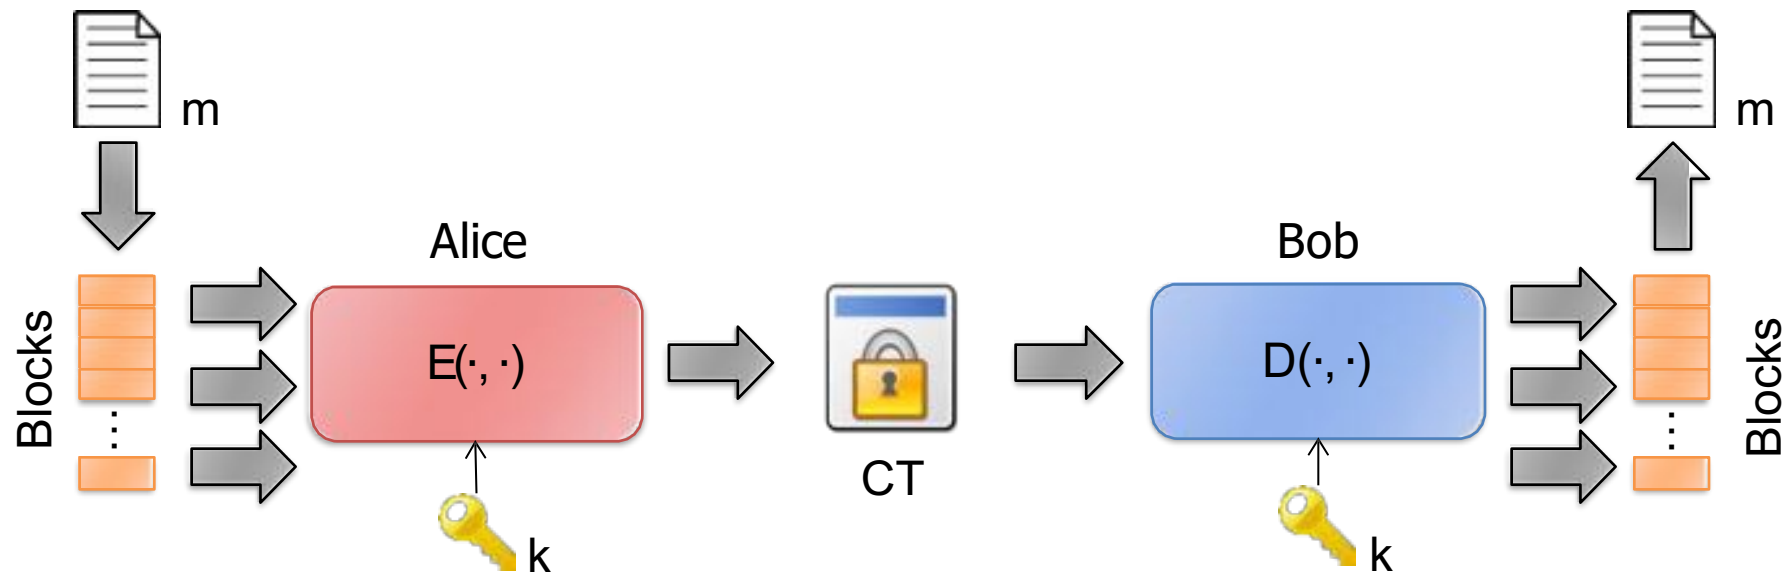 m
m
Alice
Bob
Blocks
E(·, ·)
D(·, ·)
Blocks
CT
k
k